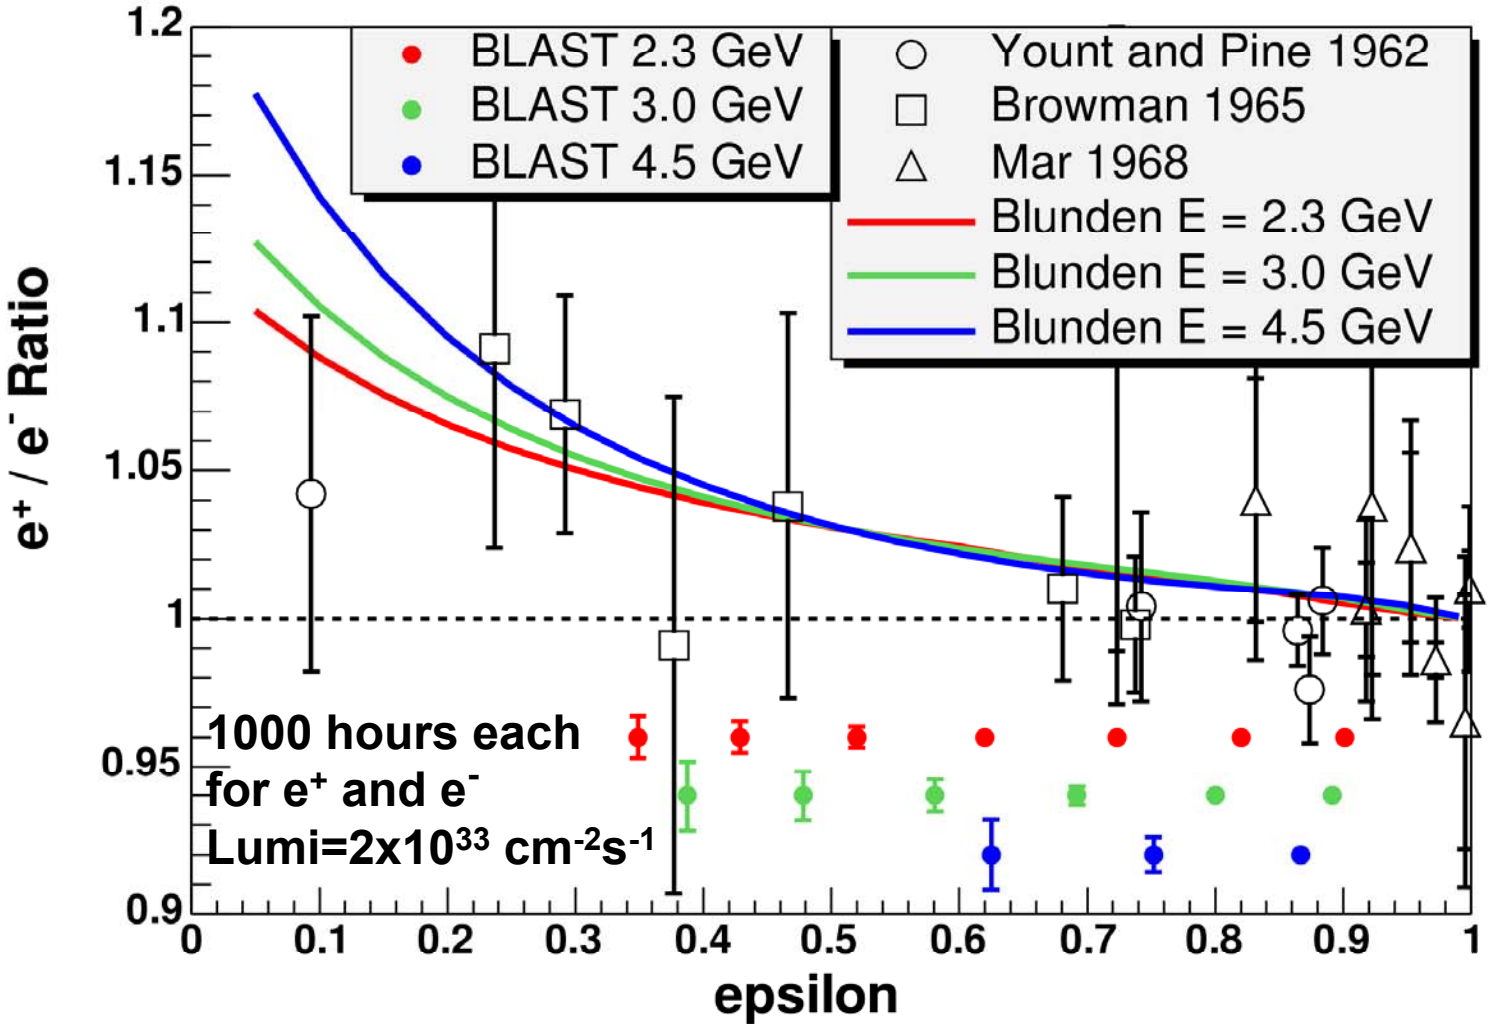 1.2
1.15
1.1
1.05
1
0.95
0.9
e⁺ / e⁻ Ratio
BLAST 2.3 GeV
BLAST 3.0 GeV
BLAST 4.5 GeV
Yount and Pine 1962
Browman 1965
Mar 1968
Blunden E = 2.3 GeV
Blunden E = 3.0 GeV
Blunden E = 4.5 GeV
1000 hours each
for e⁺ and e⁻
Lumi=2x10³³ cm⁻²s⁻¹
0 0.1 0.2 0.3 0.4 0.5 0.6 0.7 0.8 0.9 1
epsilon